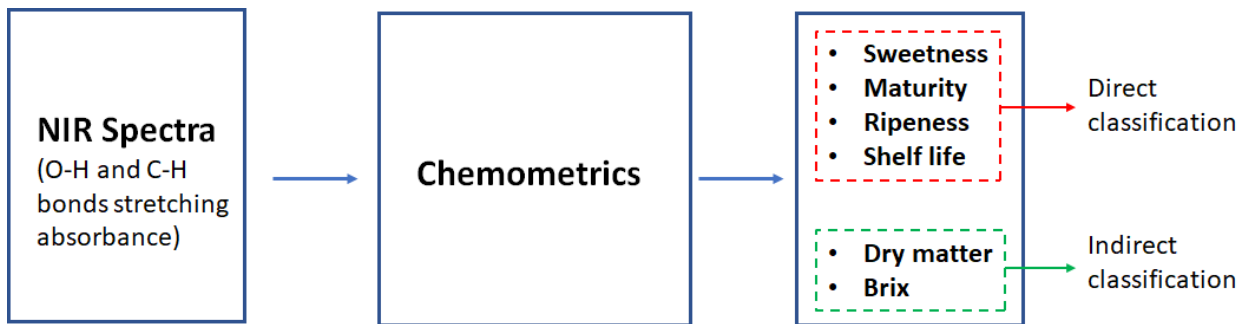 NIR Spectra
(O-H and C-H
bonds stretching
absorbance)
Chemometrics
• Sweetness
• Maturity
• Ripeness
• Shelf life
Direct
classification
• Dry matter
• Brix
Indirect
classification